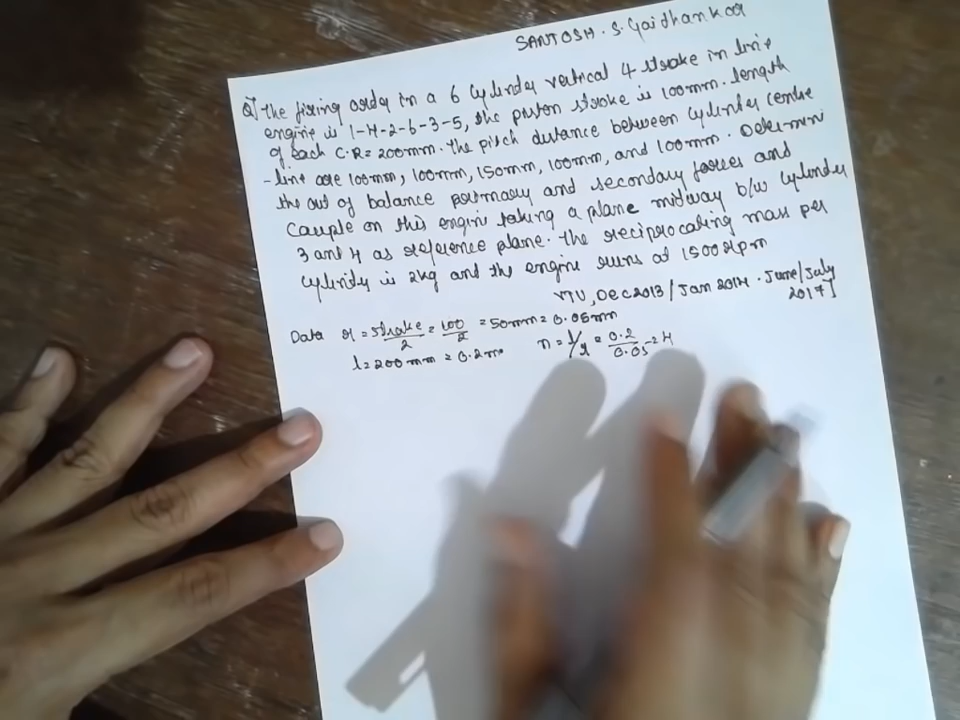 SANTOSH. S. Gaidhankar
Q] The firing order in a 6 cylinder vertical 4 stroke in line
engine is 1-4-2-6-3-5, the piston stroke is 100mm. length
of each C.R = 200mm. The pitch distance between cylinder centre
-line are 100mm, 100mm, 150mm, 100mm, and 100mm. Determini
the out of balance primary and secondary forces and
couple on this engine taking a plane midway b/w cylinder
3 and 4 as reference plane. The reciprocating mass per
cylinder is 2kg and the engine runs at 1500 rpm
VTU, Dec 2013 / Jan 2014 . June/July
2017]
Data r = stroke/2 = 100/2 = 50mm = 0.05mm
l = 200 mm = 0.2m n = l/r = 0.2/0.05 = 4